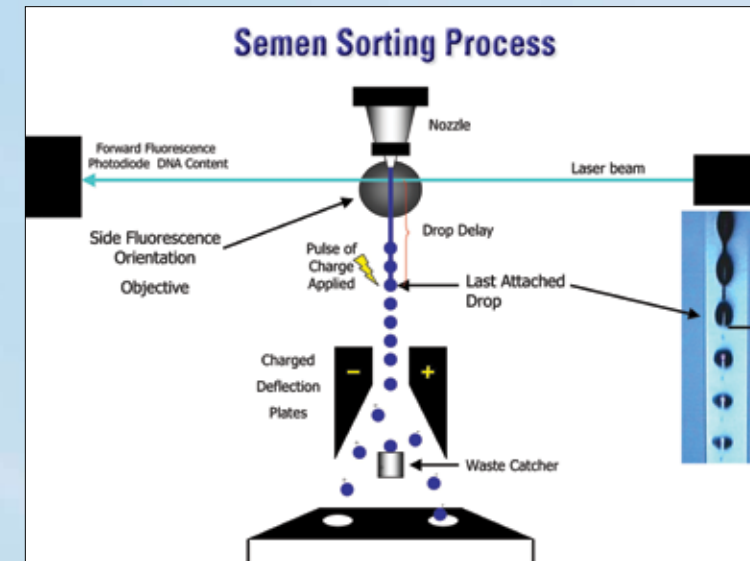 Semen Sorting Process
Nozzle
Forward Fluorescence
Photodiode DNA Content
Laser beam
Side Fluorescence
Orientation
Objective
Drop Delay
Pulse of
Charge
Applied
Last Attached
Drop
Charged
Deflection
Plates
−
+
Waste Catcher